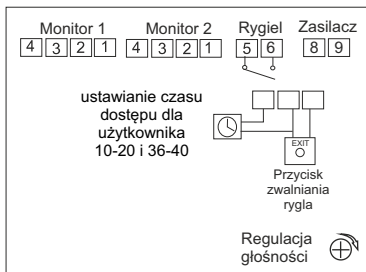 Monitor 1 Monitor 2 Rygiel Zasilacz
4 3 2 1 4 3 2 1 5 6 8 9
ustawianie czasu
dostępu dla
użytkownika
10-20 i 36-40
EXIT
Przycisk
zwalniania
rygla
Regulacja
głośności